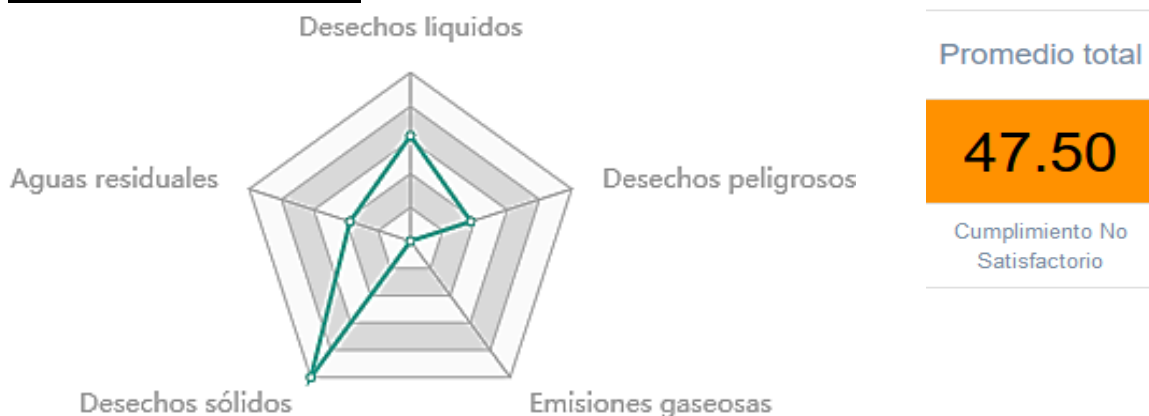 Desechos liquidos
Promedio total
47.50
Cumplimiento No
Satisfactorio
Aguas residuales
Desechos peligrosos
Desechos sólidos
Emisiones gaseosas